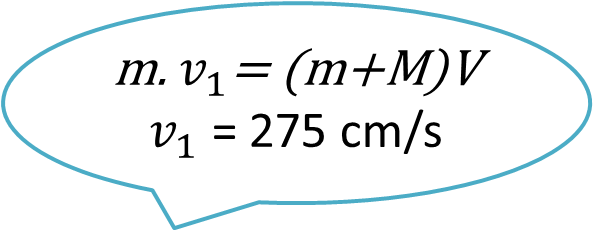 m. v₁ = (m+M)V
v₁ = 275 cm/s